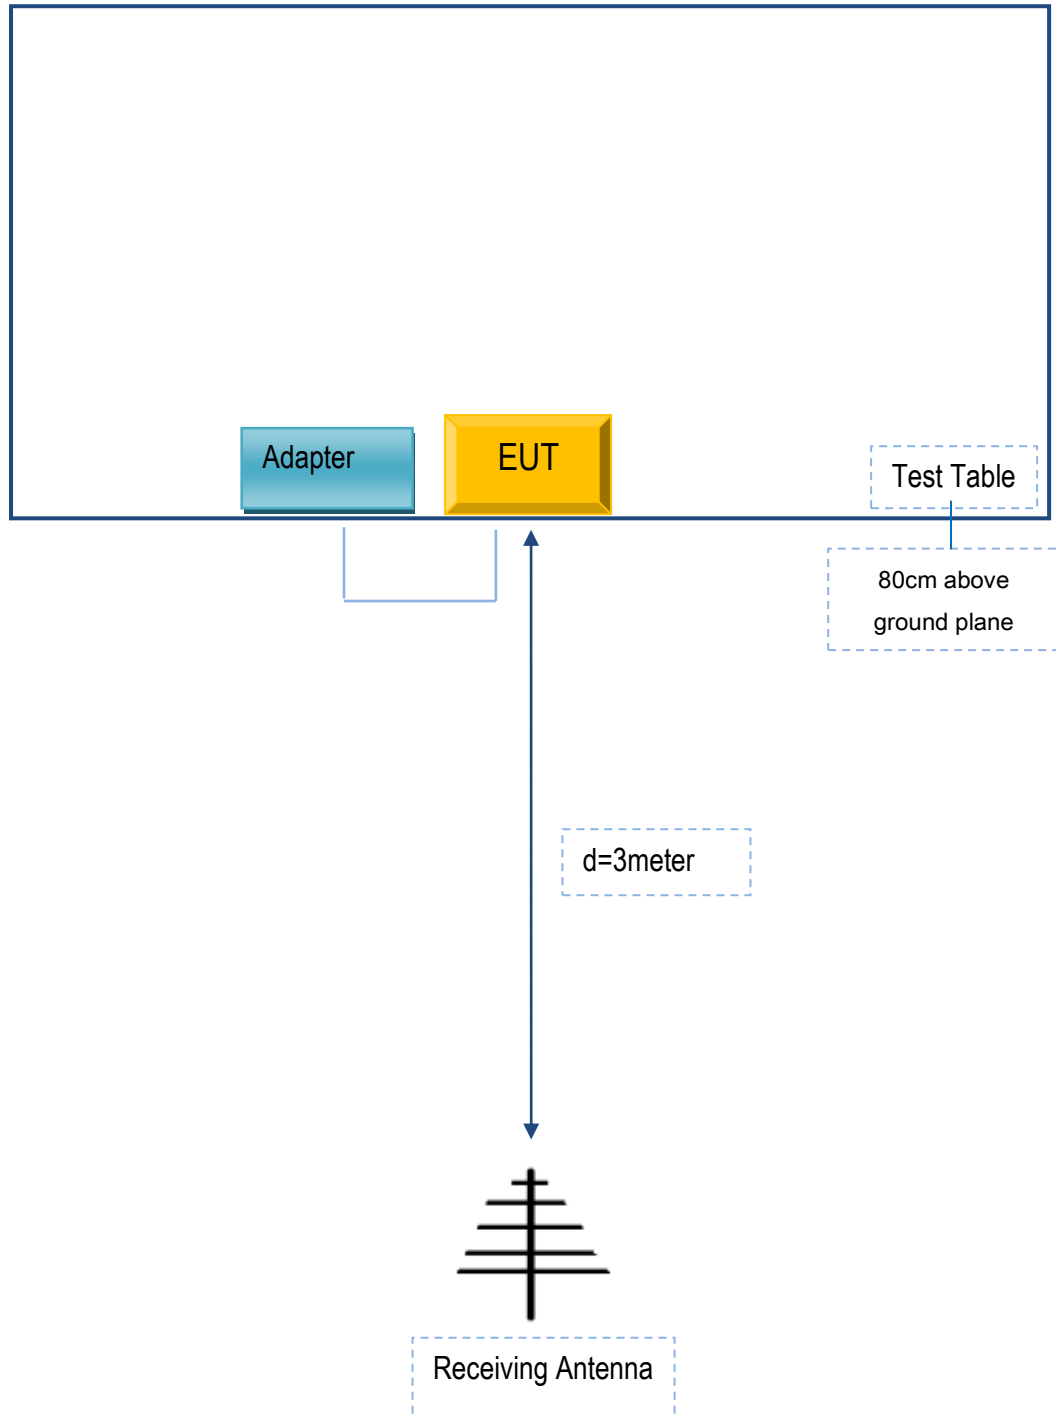 Adapter
EUT
Test Table
80cm above
ground plane
d=3meter
Receiving Antenna